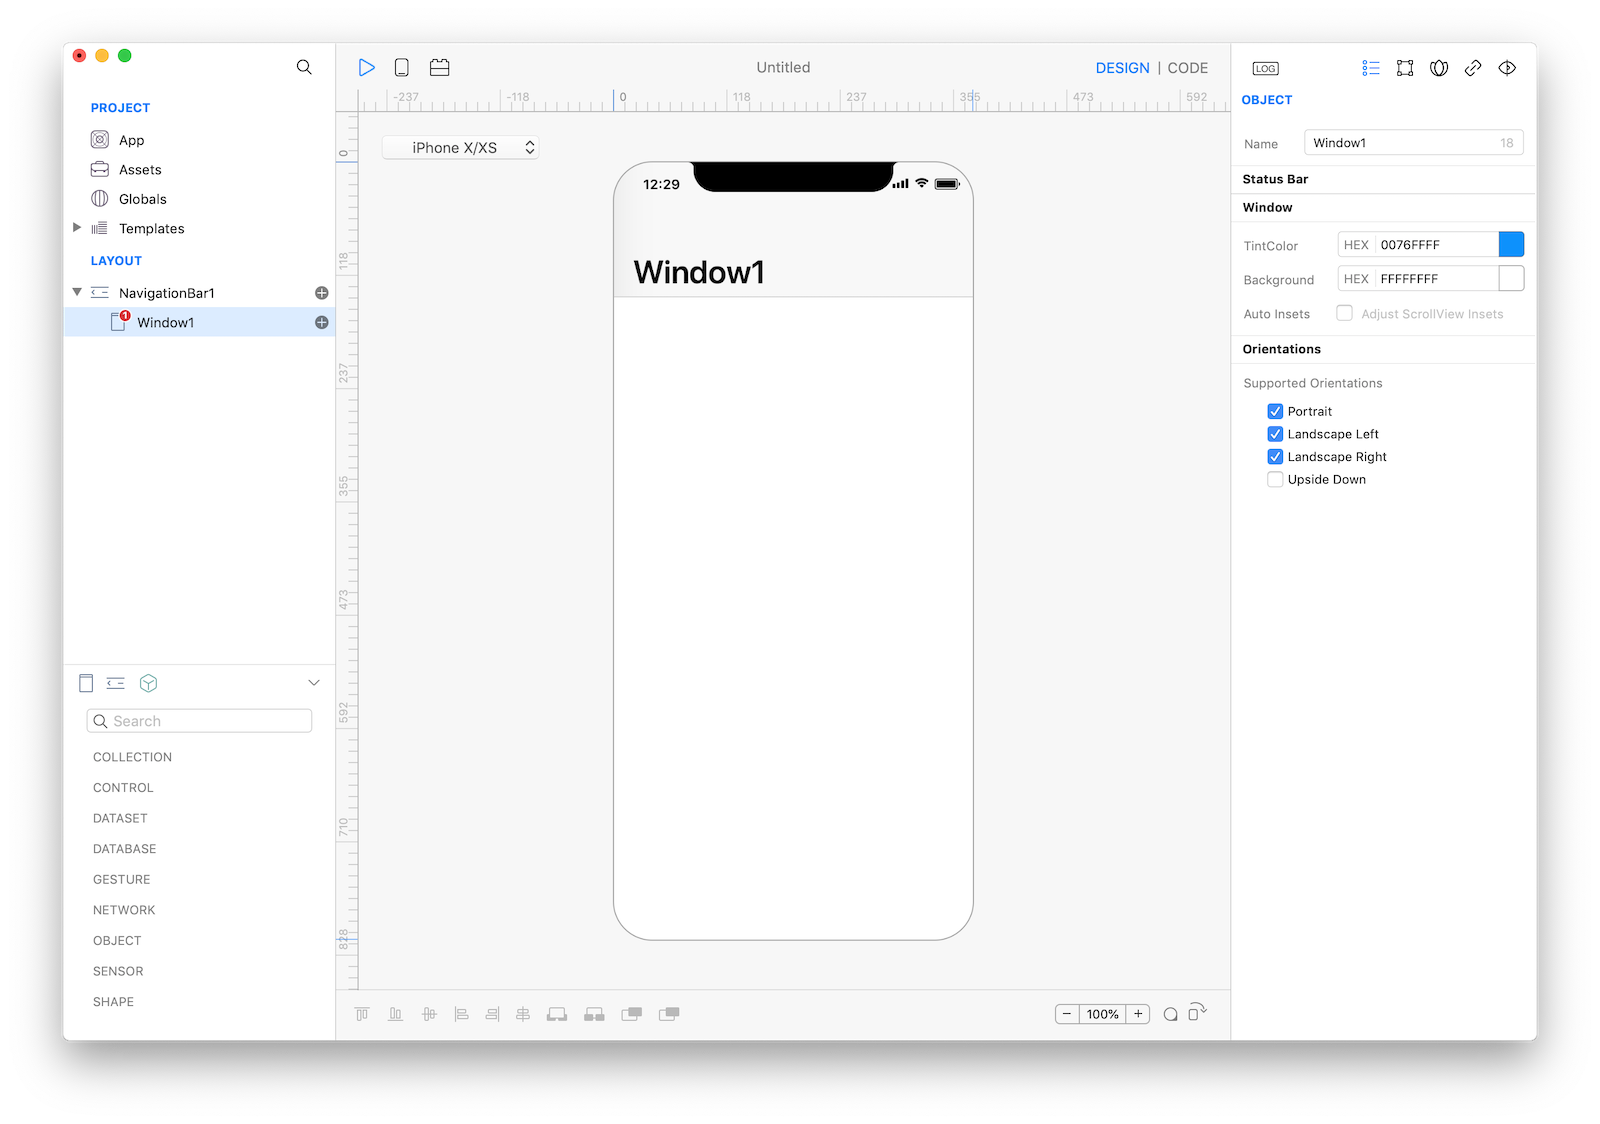 Untitled
DESIGN | CODE
LOG
PROJECT
App
Assets
Globals
Templates
LAYOUT
NavigationBar1
1
Window1
Search
COLLECTION
CONTROL
DATASET
DATABASE
GESTURE
NETWORK
OBJECT
SENSOR
SHAPE
-237 -118 0 118 237 355 473 592
0
118
237
355
473
592
710
828
iPhone X/XS
12:29
Window1
100%
OBJECT
Name Window1 18
Status Bar
Window
TintColor HEX 0076FFFF
Background HEX FFFFFFFF
Auto Insets Adjust ScrollView Insets
Orientations
Supported Orientations
Portrait
Landscape Left
Landscape Right
Upside Down